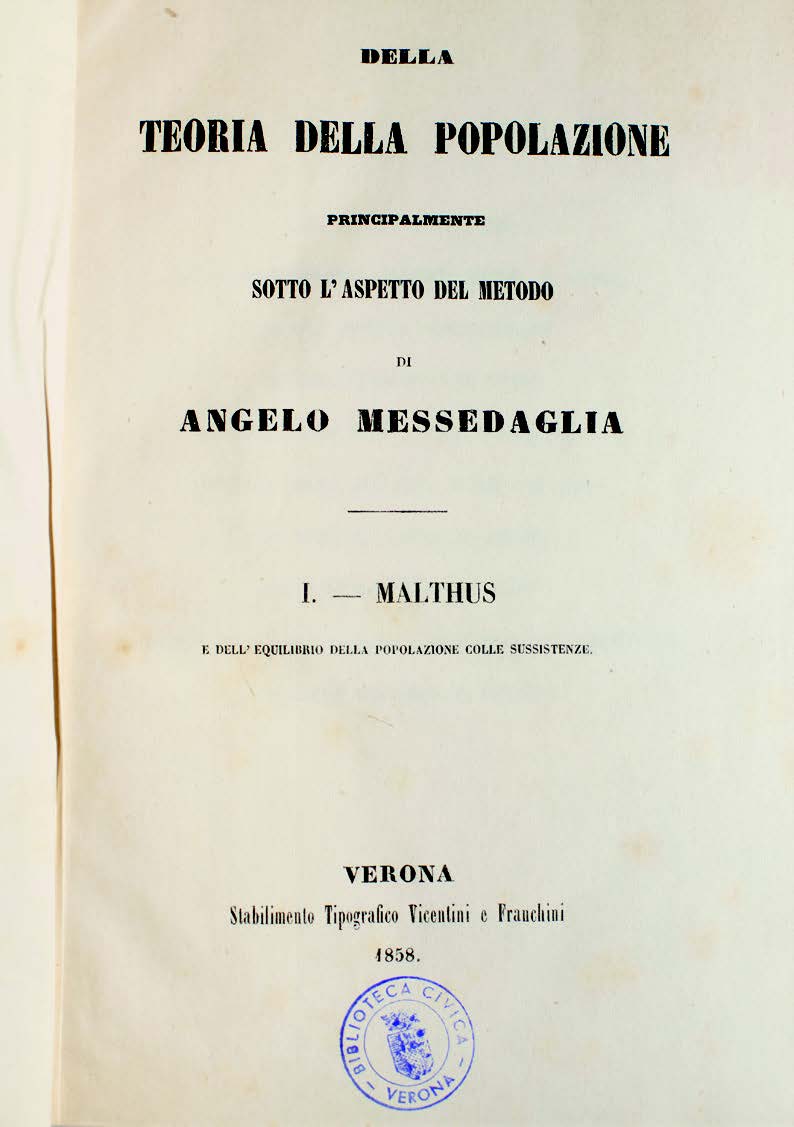 DELLA
TEORIA DELLA POPOLAZIONE
PRINCIPALMENTE
SOTTO L' ASPETTO DEL METODO
DI
ANGELO MESSEDAGLIA
I. — MALTHUS
E DELL' EQUILIBRIO DELLA POPOLAZIONE COLLE SUSSISTENZE.
VERONA
Stabilimento Tipografico Vicentini e Franchini
1858.
BIBLIOTECA CIVICA
– VERONA –